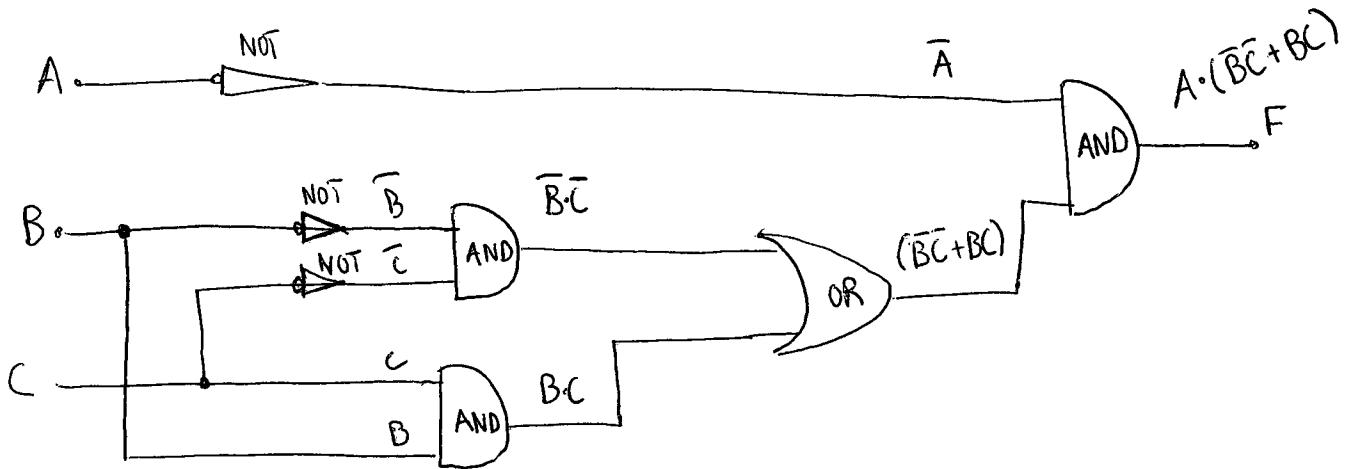 NOT
A
A̅
A·(B̅C̅+BC)
F
AND
B
NOT
B̅
B̅·C̅
NOT
C̅
AND
(B̅C̅+BC)
OR
C
C
B·C
AND
B